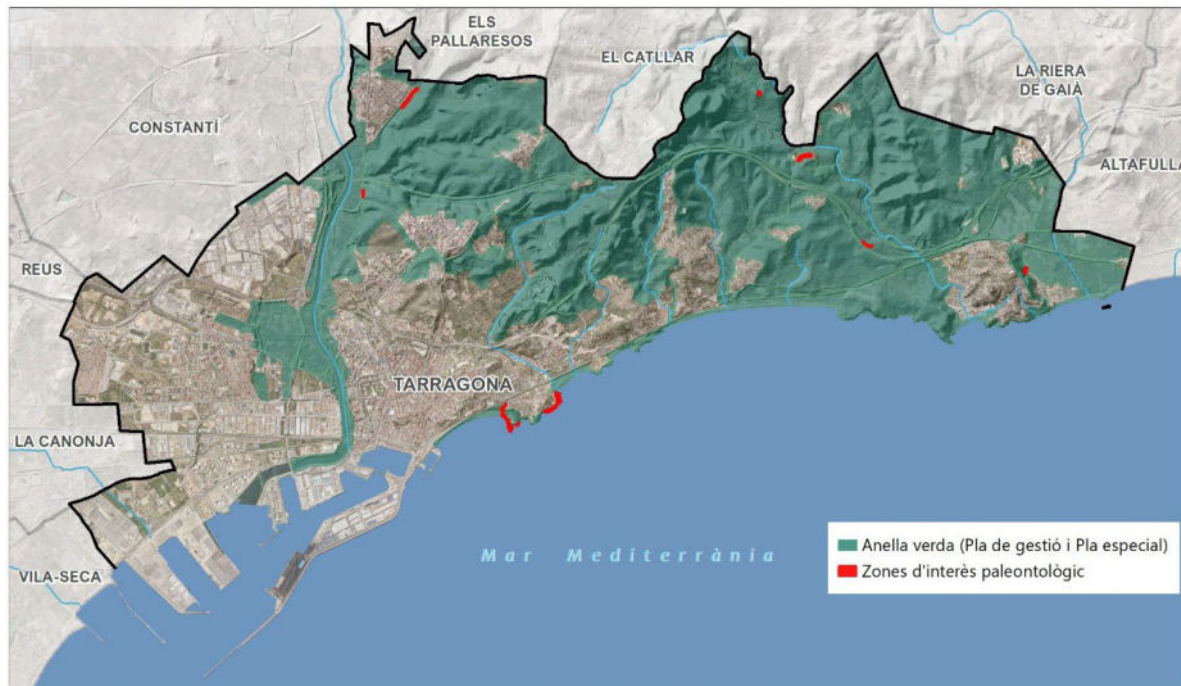 ELS
PALLARESOS
EL CATLLAR
LA RIERA
DE GAIÀ
CONSTANTÍ
ALTAFULLA
REUS
TARRAGONA
LA CANONJA
Mar Mediterrània
VILA-SECA
Anella verda (Pla de gestió i Pla especial)
Zones d'interès paleontològic